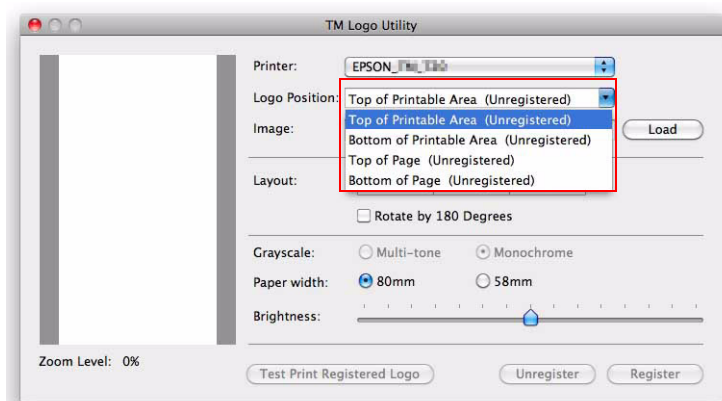 TM Logo Utility
Printer: EPSON_
Logo Position: Top of Printable Area (Unregistered)
Top of Printable Area (Unregistered)
Image: Load
Bottom of Printable Area (Unregistered)
Top of Page (Unregistered)
Layout: Bottom of Page (Unregistered)
Rotate by 180 Degrees
Grayscale: Multi-tone Monochrome
Paper width: 80mm 58mm
Brightness:
Zoom Level: 0%
Test Print Registered Logo Unregister Register